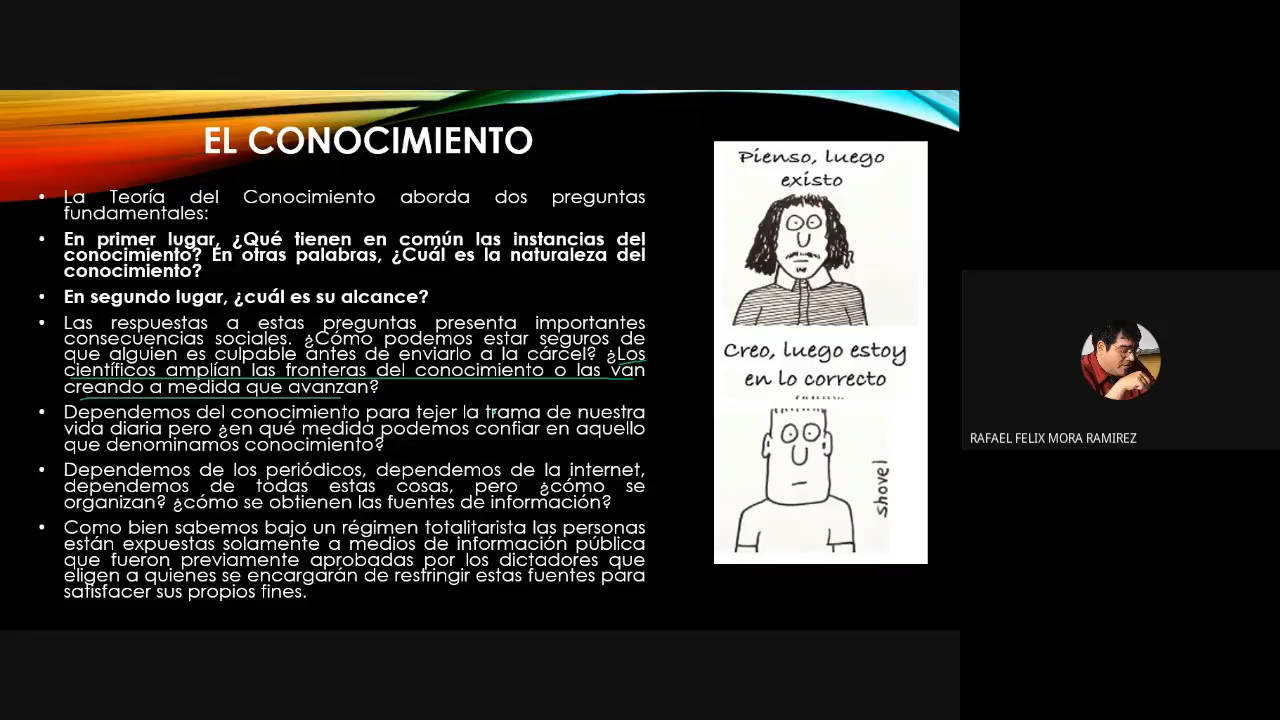 EL CONOCIMIENTO
• La Teoría del Conocimiento aborda dos preguntas
fundamentales:
• En primer lugar, ¿Qué tienen en común las instancias del
conocimiento? En otras palabras, ¿Cuál es la naturaleza del
conocimiento?
• En segundo lugar, ¿cuál es su alcance?
• Las respuestas a estas preguntas presenta importantes
consecuencias sociales. ¿Cómo podemos estar seguros de
que alguien es culpable antes de enviarlo a la cárcel? ¿Los
científicos amplían las fronteras del conocimiento o las van
creando a medida que avanzan?
• Dependemos del conocimiento para tejer la trama de nuestra
vida diaria pero ¿en qué medida podemos confiar en aquello
que denominamos conocimiento?
• Dependemos de los periódicos, dependemos de la internet,
dependemos de todas estas cosas, pero ¿cómo se
organizan? ¿cómo se obtienen las fuentes de información?
• Como bien sabemos bajo un régimen totalitarista las personas
están expuestas solamente a medios de información pública
que fueron previamente aprobadas por los dictadores que
eligen a quienes se encargarán de restringir estas fuentes para
satisfacer sus propios fines.
Pienso, luego
existo
Creo, luego estoy
en lo correcto
shovel
RAFAEL FELIX MORA RAMIREZ